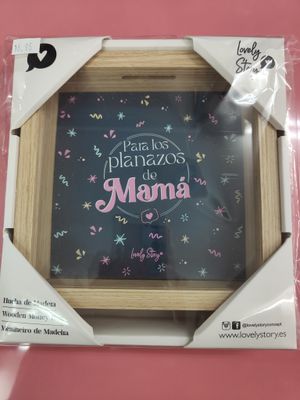 Lovely
Story
Para los
planazos
de
Mamá
Lovely Story
Hucha de Madera
Wooden Money
Mealheiro de Madeira
@lovelystoryconcept
www.lovelystory.es